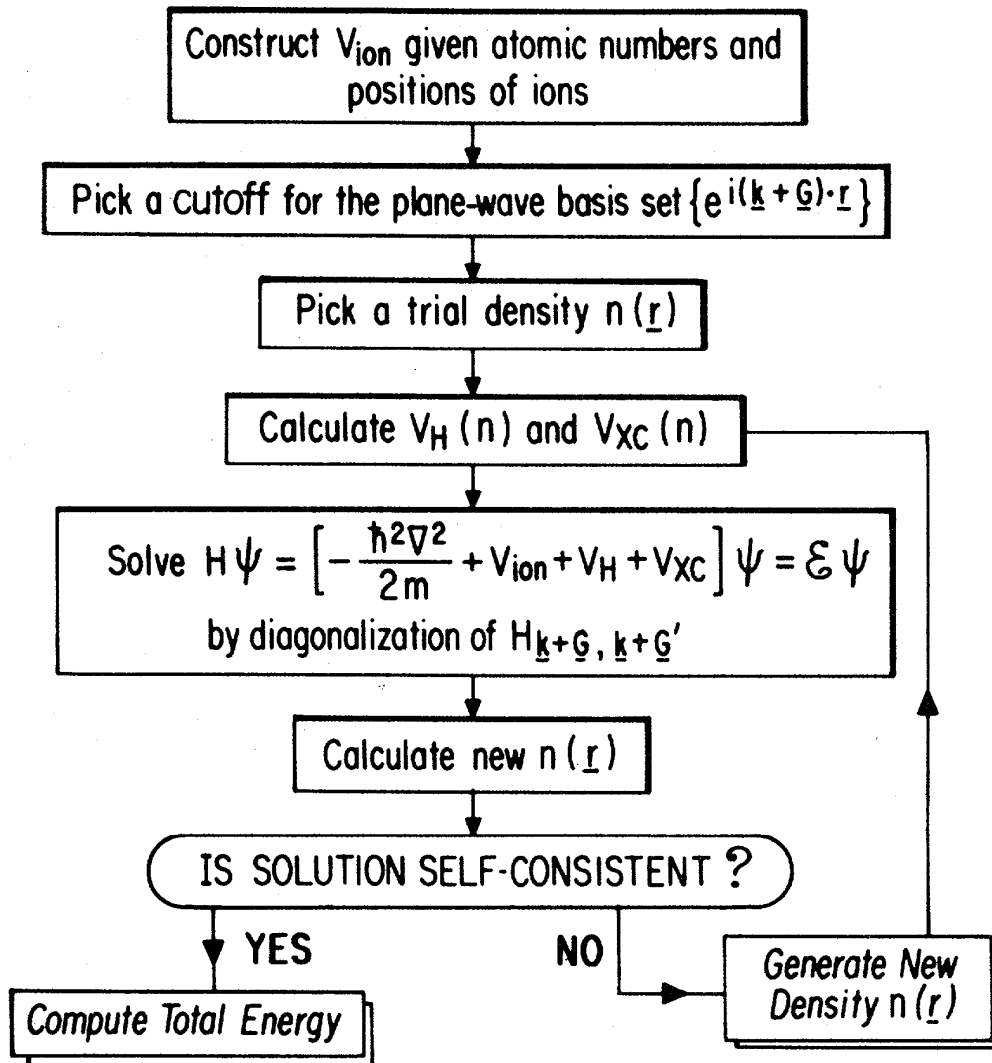 Construct V_ion given atomic numbers and
positions of ions
Pick a cutoff for the plane-wave basis set {e^{i(k̲ + G̲)·r̲}}
Pick a trial density n(r̲)
Calculate V_H(n) and V_XC(n)
Solve Hψ = [-ħ²∇²/2m + V_ion + V_H + V_XC] ψ = ℰψ
by diagonalization of H_{k̲+G̲, k̲+G̲′}
Calculate new n(r̲)
IS SOLUTION SELF-CONSISTENT ?
YES
NO
Generate New
Density n(r̲)
Compute Total Energy